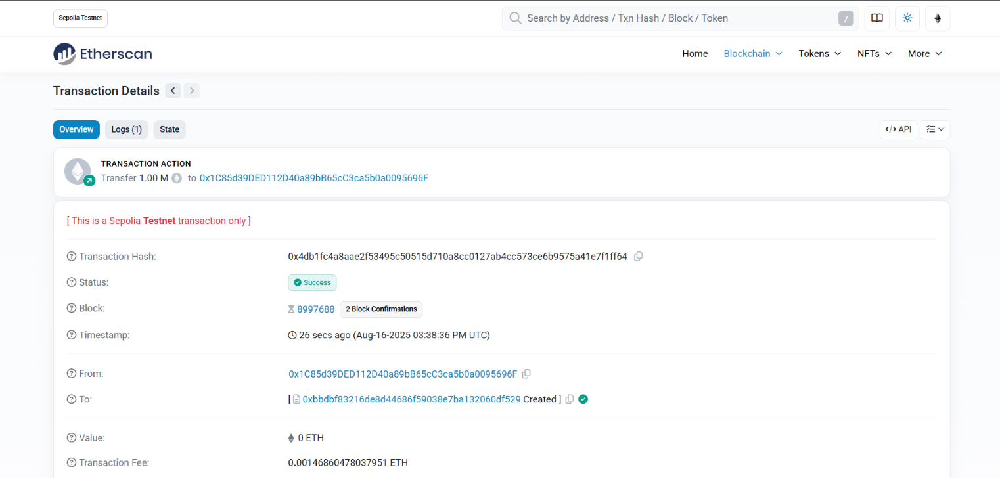 Sepolia Testnet
Search by Address / Txn Hash / Block / Token /
Etherscan
Home Blockchain Tokens NFTs More
Transaction Details
Overview Logs (1) State </> API
TRANSACTION ACTION
Transfer 1.00 M to 0x1C85d39DED112D40a89bB65cC3ca5b0a0095696F
[ This is a Sepolia Testnet transaction only ]
Transaction Hash: 0x4db1fc4a8aae2f53495c50515d710a8cc0127ab4cc573ce6b9575a41e7f1ff64
Status: Success
Block: 8997688 2 Block Confirmations
Timestamp: 26 secs ago (Aug-16-2025 03:38:36 PM UTC)
From: 0x1C85d39DED112D40a89bB65cC3ca5b0a0095696F
To: [ 0xbbdbf83216de8d44686f59038e7ba132060df529 Created ]
Value: 0 ETH
Transaction Fee: 0.00146860478037951 ETH